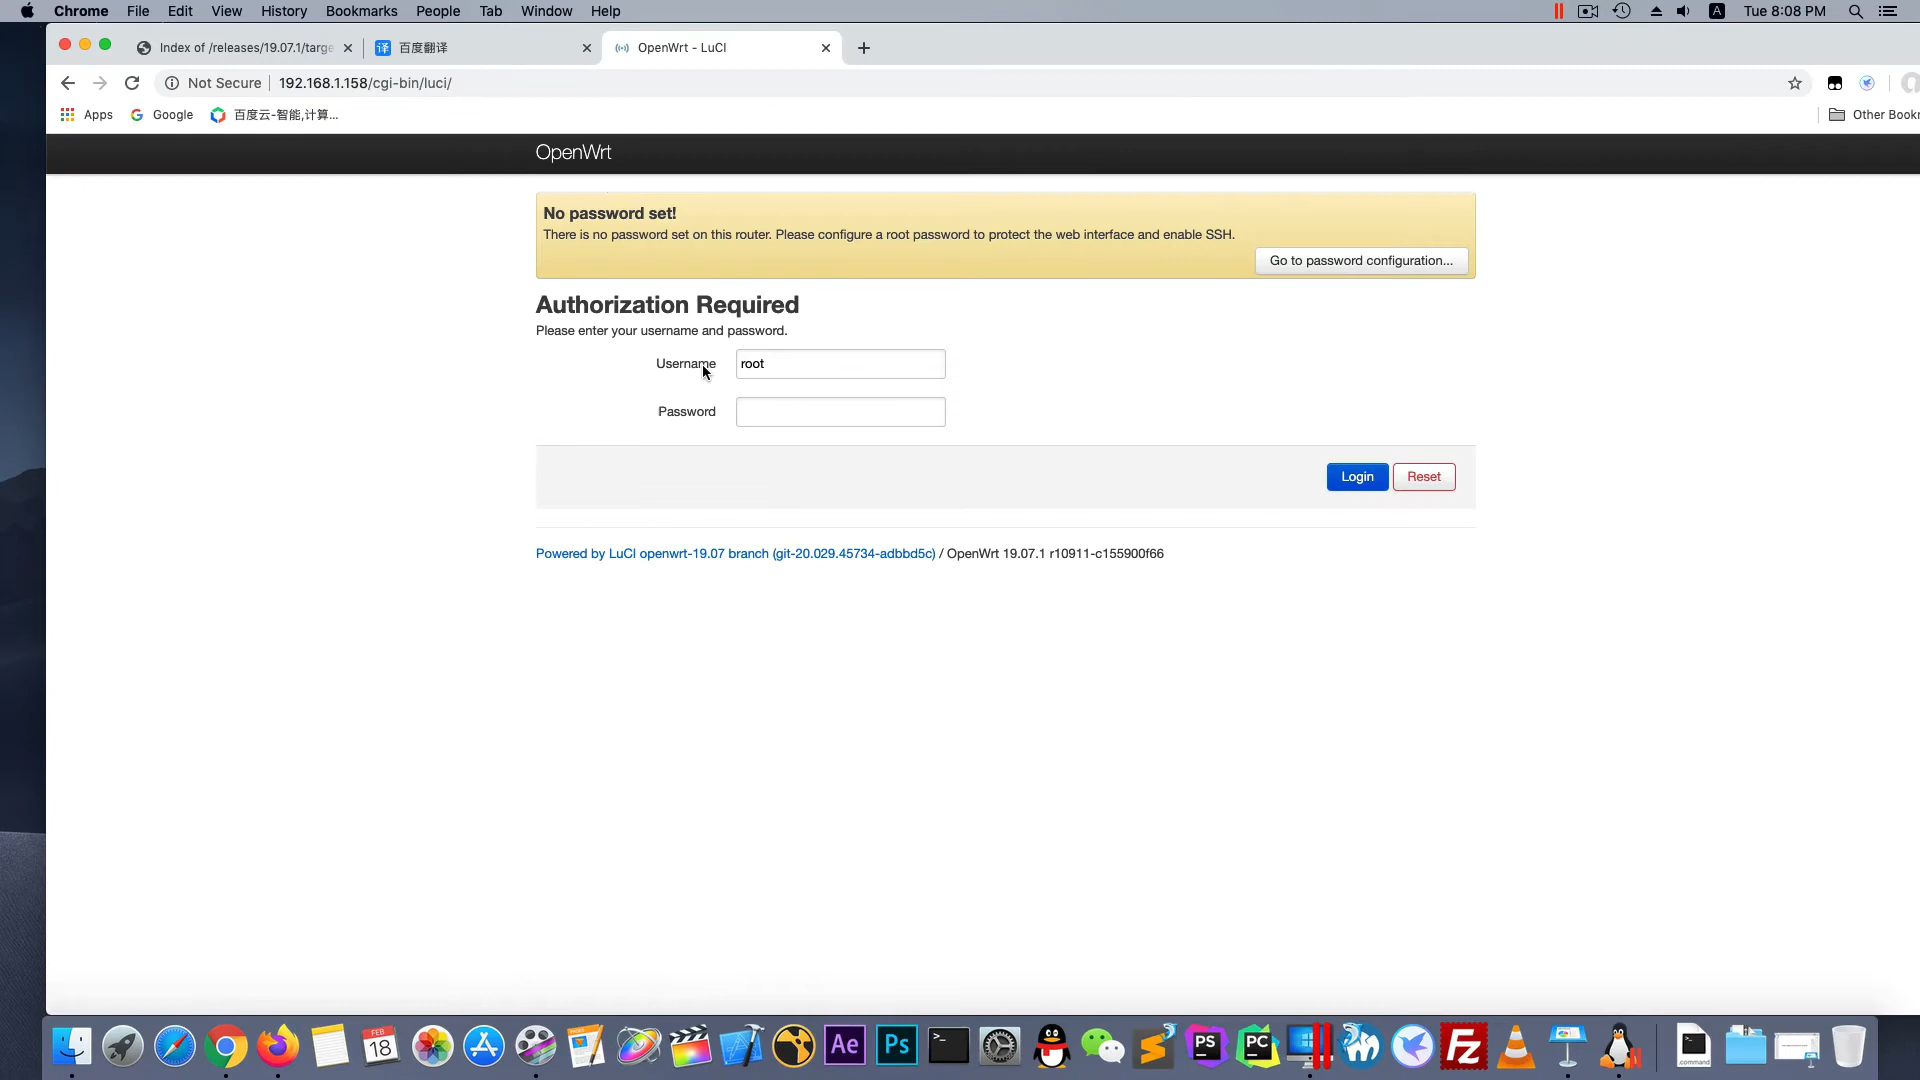 Chrome File Edit View History Bookmarks People Tab Window Help
A Tue 8:08 PM
Index of /releases/19.07.1/targe
译 百度翻译
OpenWrt - LuCI
Not Secure 192.168.1.158/cgi-bin/luci/
Apps Google 百度云-智能,计算... Other Bookr
OpenWrt
No password set!
There is no password set on this router. Please configure a root password to protect the web interface and enable SSH.
Go to password configuration...
Authorization Required
Please enter your username and password.
Username root
Password
Login Reset
Powered by LuCI openwrt-19.07 branch (git-20.029.45734-adbbd5c) / OpenWrt 19.07.1 r10911-c155900f66
FEB
18
Ae Ps >_ PS PC Fz